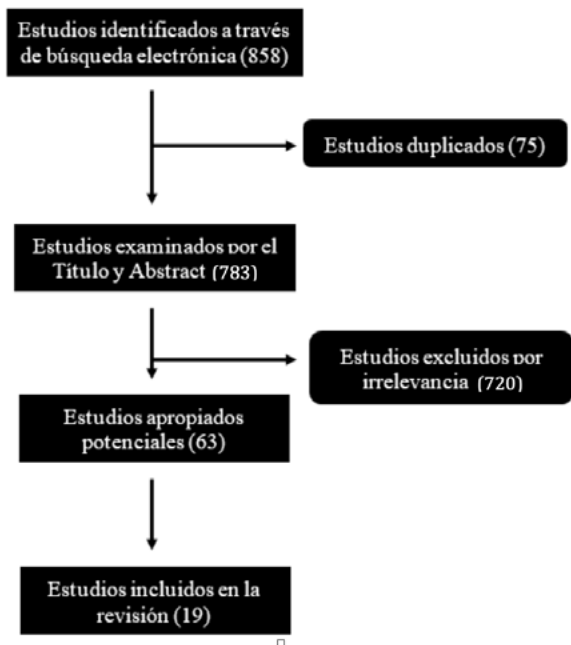 Estudios identificados a través
de búsqueda electrónica (858)
Estudios duplicados (75)
Estudios examinados por el
Título y Abstract (783)
Estudios excluidos por
irrelevancia (720)
Estudios apropiados
potenciales (63)
Estudios incluidos en la
revisión (19)